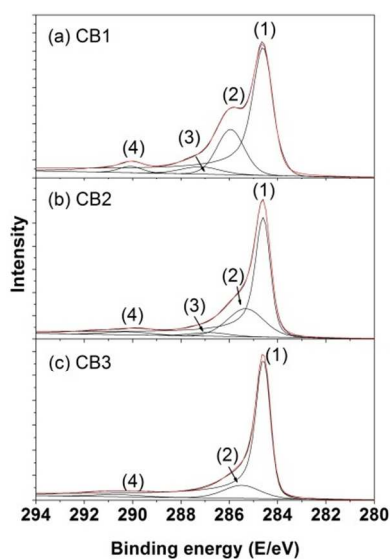 (a) CB1
(1)
(2)
(3)
(4)
(b) CB2
(1)
(2)
(3)
(4)
(c) CB3
(1)
(2)
(4)
Intensity
294 292 290 288 286 284 282 280
Binding energy (E/eV)